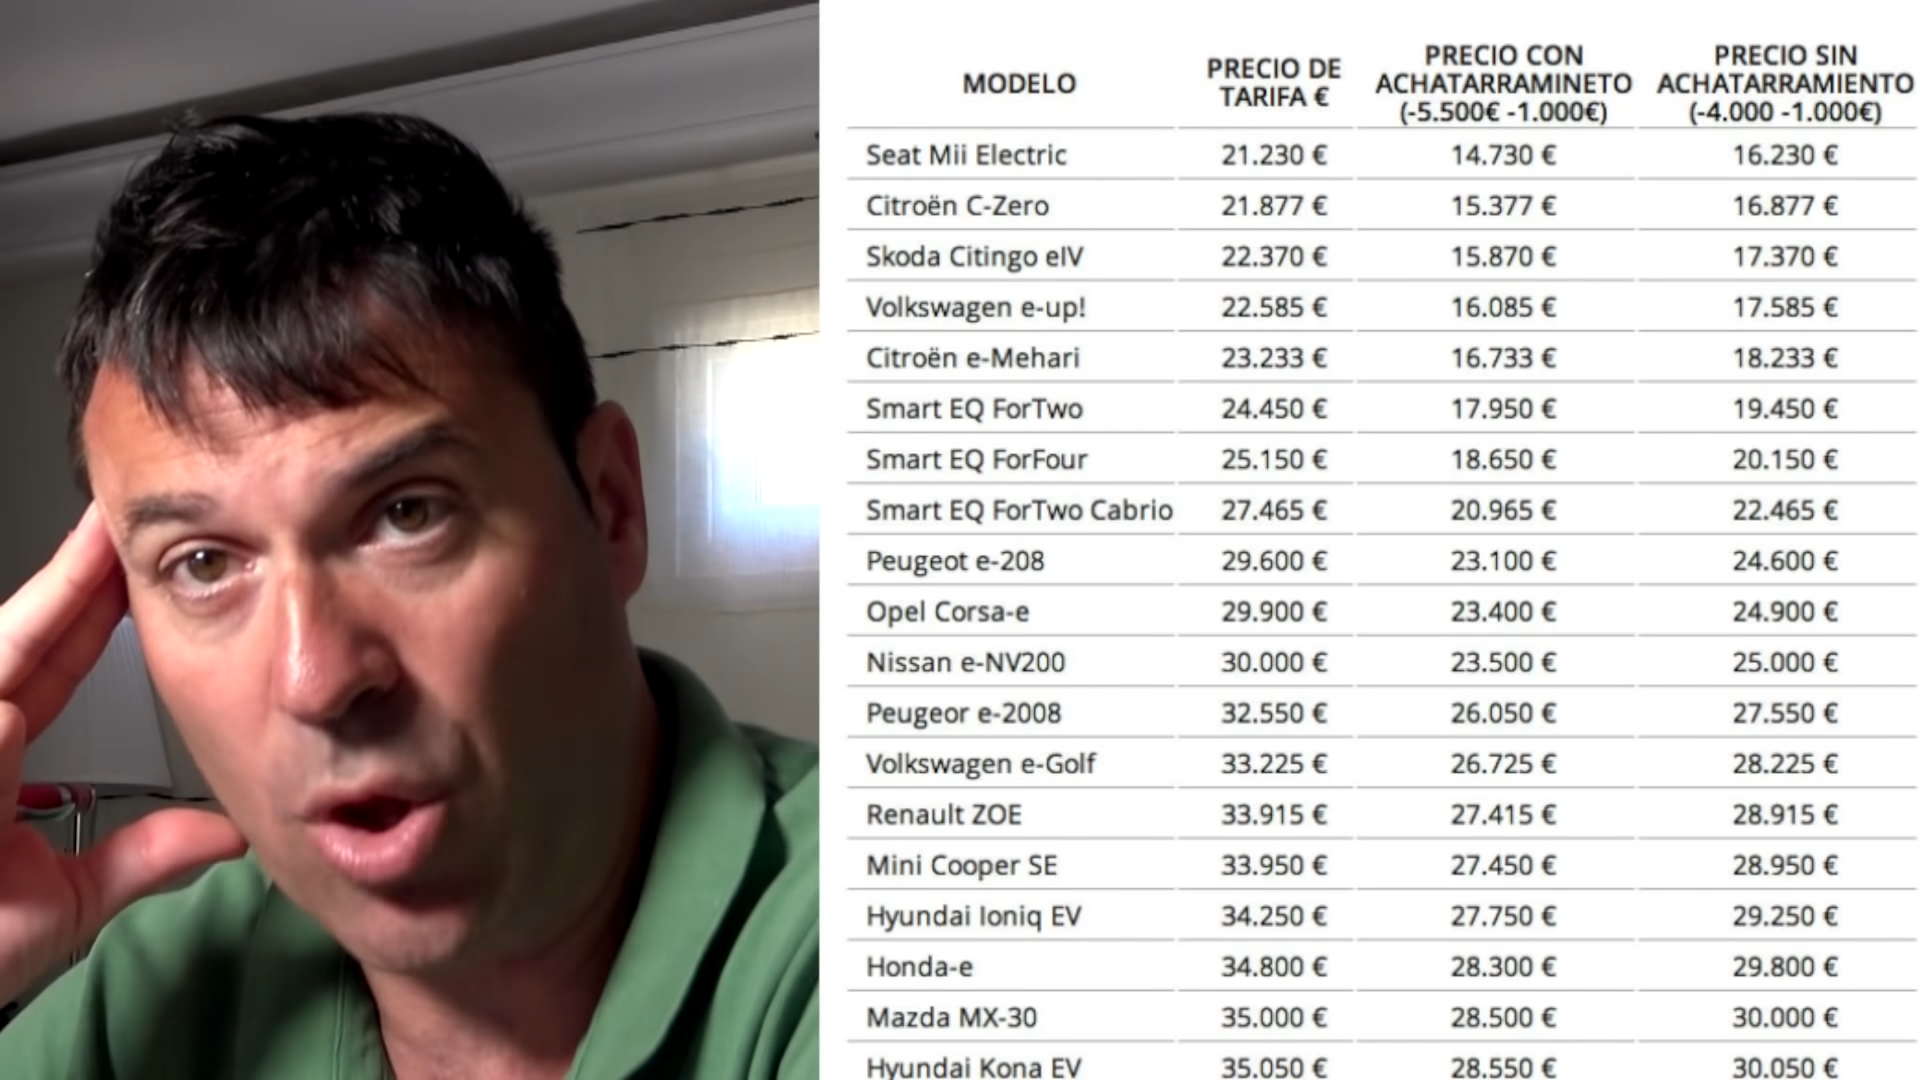 MODELO
PRECIO DE
TARIFA €
PRECIO CON
ACHATARRAMINETO
(-5.500€ -1.000€)
PRECIO SIN
ACHATARRAMIENTO
(-4.000 -1.000€)
Seat Mii Electric 21.230 € 14.730 € 16.230 €
Citroën C-Zero 21.877 € 15.377 € 16.877 €
Skoda Citingo eIV 22.370 € 15.870 € 17.370 €
Volkswagen e-up! 22.585 € 16.085 € 17.585 €
Citroën e-Mehari 23.233 € 16.733 € 18.233 €
Smart EQ ForTwo 24.450 € 17.950 € 19.450 €
Smart EQ ForFour 25.150 € 18.650 € 20.150 €
Smart EQ ForTwo Cabrio 27.465 € 20.965 € 22.465 €
Peugeot e-208 29.600 € 23.100 € 24.600 €
Opel Corsa-e 29.900 € 23.400 € 24.900 €
Nissan e-NV200 30.000 € 23.500 € 25.000 €
Peugeor e-2008 32.550 € 26.050 € 27.550 €
Volkswagen e-Golf 33.225 € 26.725 € 28.225 €
Renault ZOE 33.915 € 27.415 € 28.915 €
Mini Cooper SE 33.950 € 27.450 € 28.950 €
Hyundai Ioniq EV 34.250 € 27.750 € 29.250 €
Honda-e 34.800 € 28.300 € 29.800 €
Mazda MX-30 35.000 € 28.500 € 30.000 €
Hyundai Kona EV 35.050 € 28.550 € 30.050 €